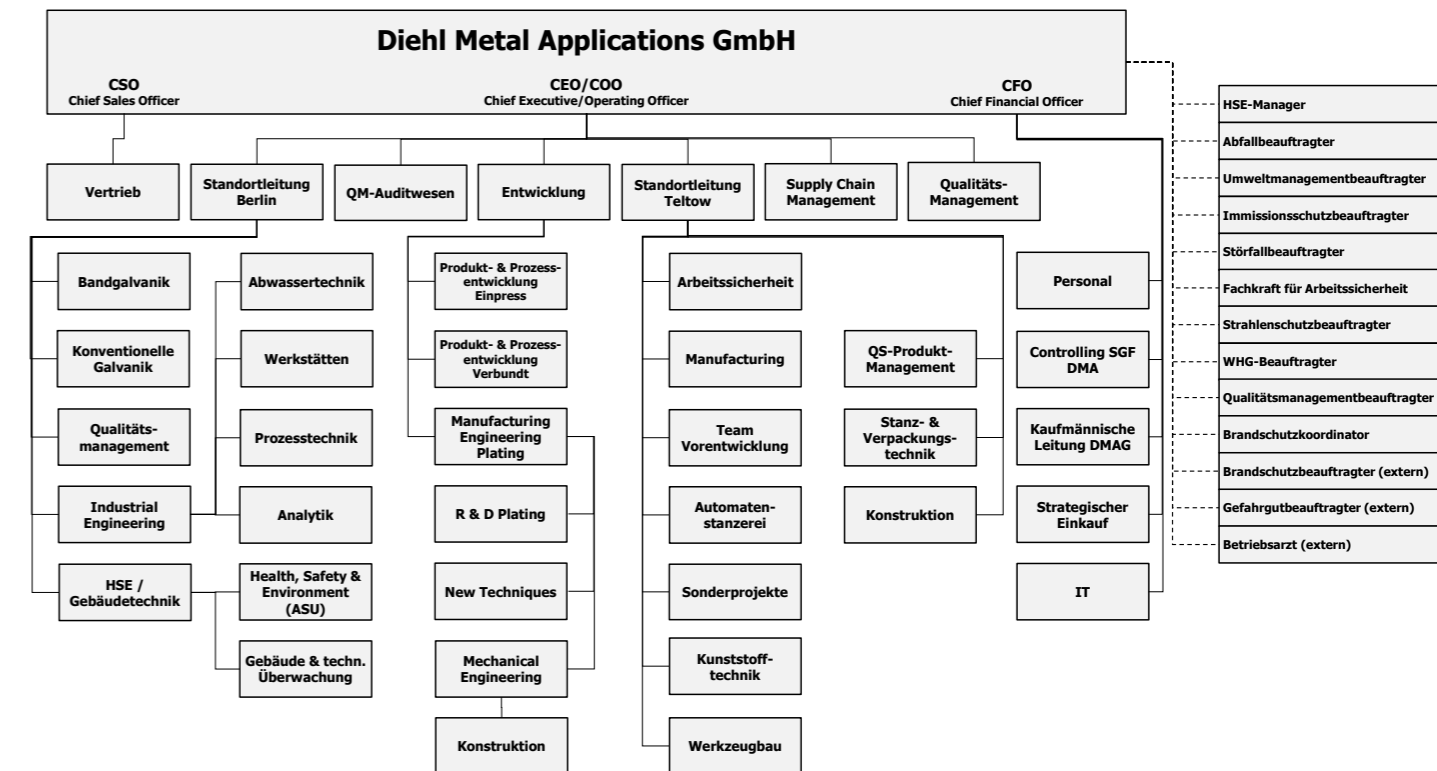 Diehl Metal Applications GmbH
CSO
Chief Sales Officer
CEO/COO
Chief Executive/Operating Officer
CFO
Chief Financial Officer
Vertrieb
Standortleitung
Berlin
QM-Auditwesen
Entwicklung
Standortleitung
Teltow
Supply Chain
Management
Qualitäts-
Management
Bandgalvanik
Konventionelle
Galvanik
Qualitäts-
management
Industrial
Engineering
HSE /
Gebäudetechnik
Abwassertechnik
Werkstätten
Prozesstechnik
Analytik
Health, Safety &
Environment
(ASU)
Gebäude & techn.
Überwachung
Produkt- & Prozess-
entwicklung
Einpress
Produkt- & Prozess-
entwicklung
Verbundt
Manufacturing
Engineering
Plating
R & D Plating
New Techniques
Mechanical
Engineering
Konstruktion
Arbeitssicherheit
Manufacturing
Team
Vorentwicklung
Automaten-
stanzerei
Sonderprojekte
Kunststoff-
technik
Werkzeugbau
QS-Produkt-
Management
Stanz- &
Verpackungs-
technik
Konstruktion
Personal
Controlling SGF
DMA
Kaufmännische
Leitung DMAG
Strategischer
Einkauf
IT
HSE-Manager
Abfallbeauftragter
Umweltmanagementbeauftragter
Immissionsschutzbeauftragter
Störfallbeauftragter
Fachkraft für Arbeitssicherheit
Strahlenschutzbeauftragter
WHG-Beauftragter
Qualitätsmanagementbeauftragter
Brandschutzkoordinator
Brandschutzbeauftragter (extern)
Gefahrgutbeauftragter (extern)
Betriebsarzt (extern)